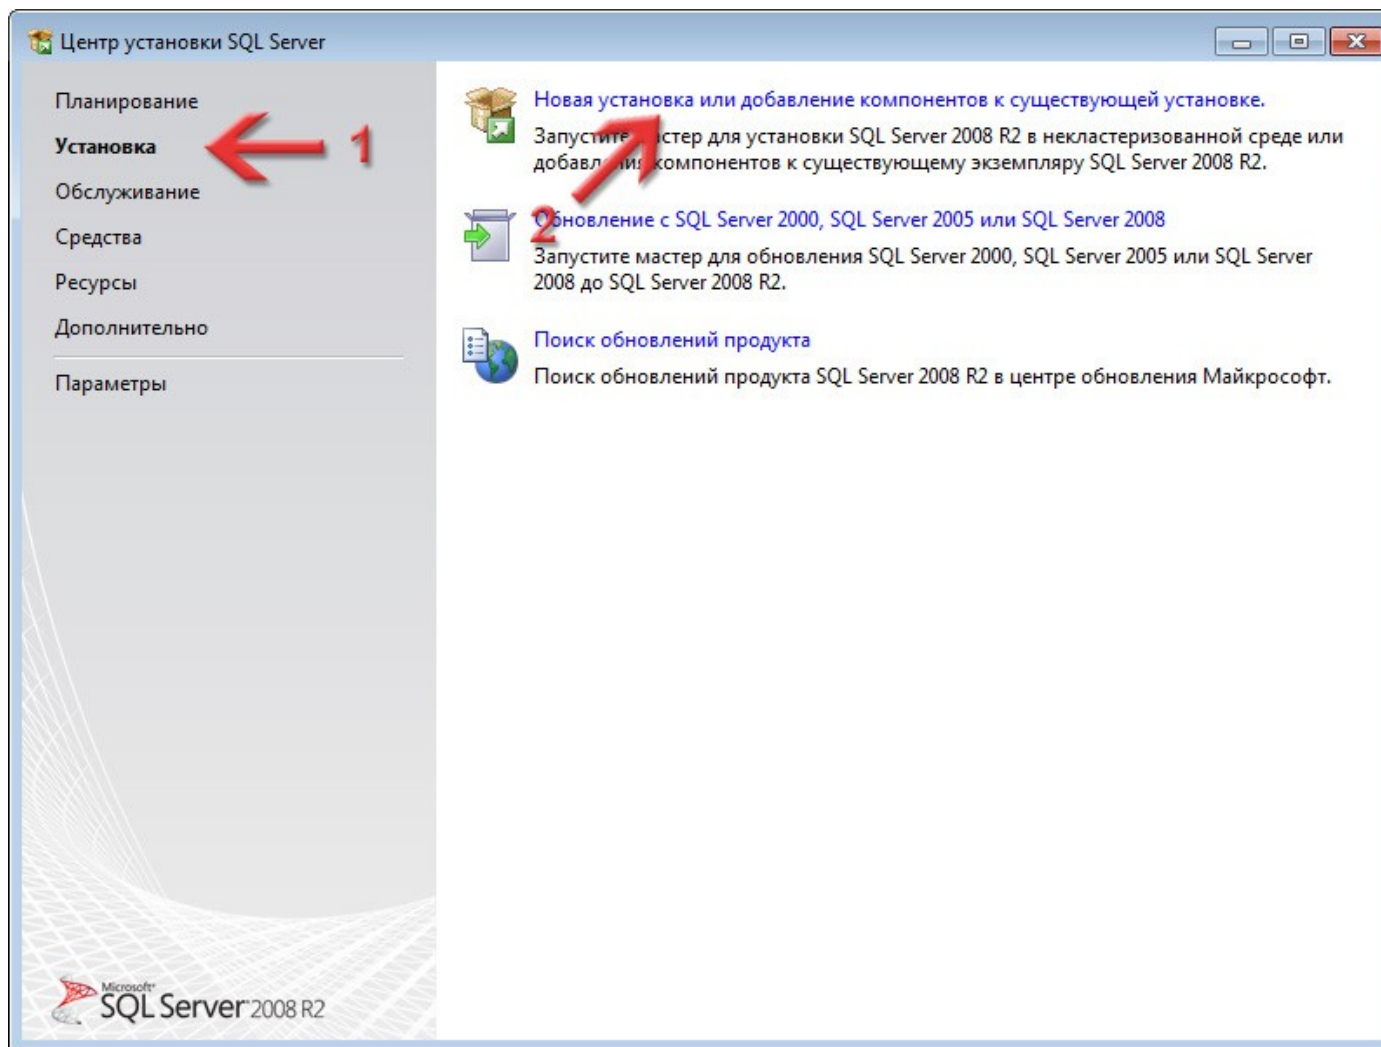 Центр установки SQL Server
Планирование
Установка
1
Обслуживание
Средства
Ресурсы
Дополнительно
Параметры
Новая установка или добавление компонентов к существующей установке.
Запустите мастер для установки SQL Server 2008 R2 в некластеризованной среде или
добавления компонентов к существующему экземпляру SQL Server 2008 R2.
2
Обновление с SQL Server 2000, SQL Server 2005 или SQL Server 2008
Запустите мастер для обновления SQL Server 2000, SQL Server 2005 или SQL Server
2008 до SQL Server 2008 R2.
Поиск обновлений продукта
Поиск обновлений продукта SQL Server 2008 R2 в центре обновления Майкрософт.
Microsoft®
SQL Server® 2008 R2